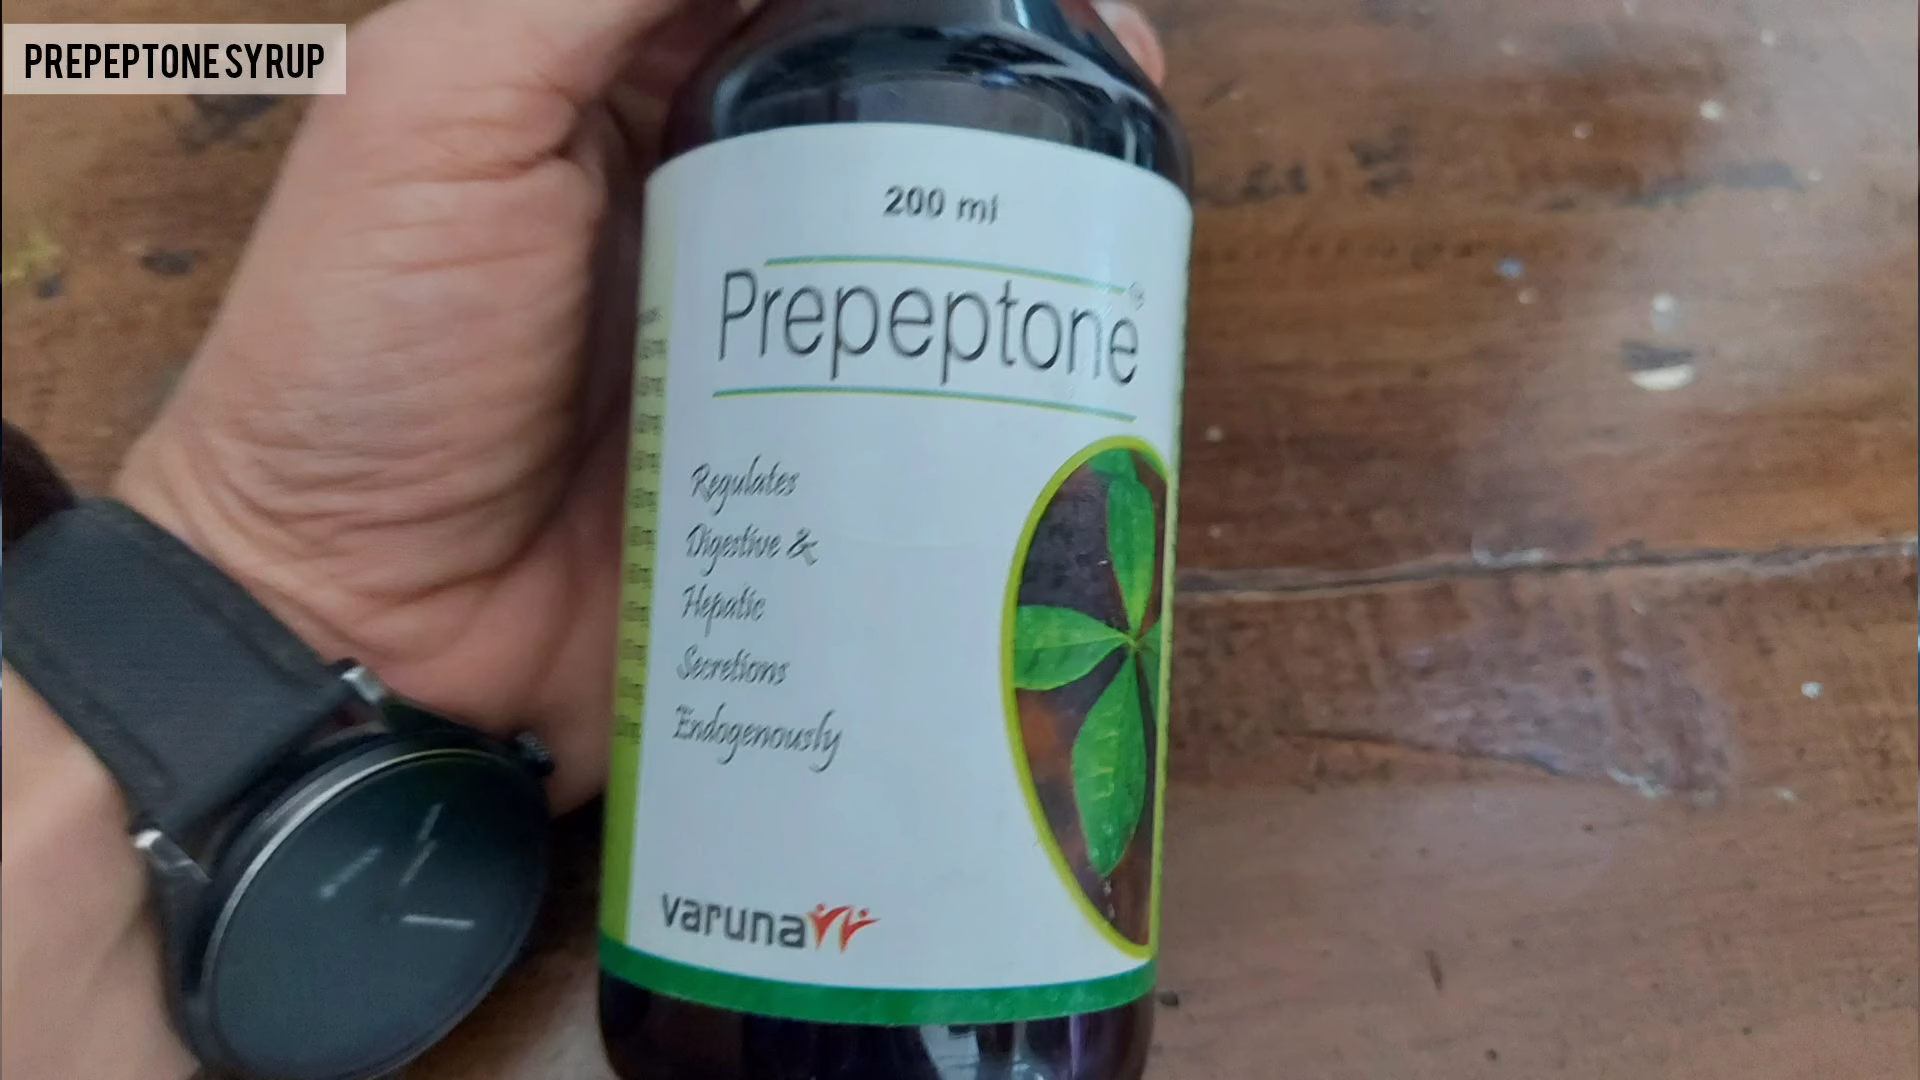 PREPEPTONE SYRUP
200 ml
Prepeptone
Regulates
Digestive &
Hepatic
Secretions
Endogenously
varuna